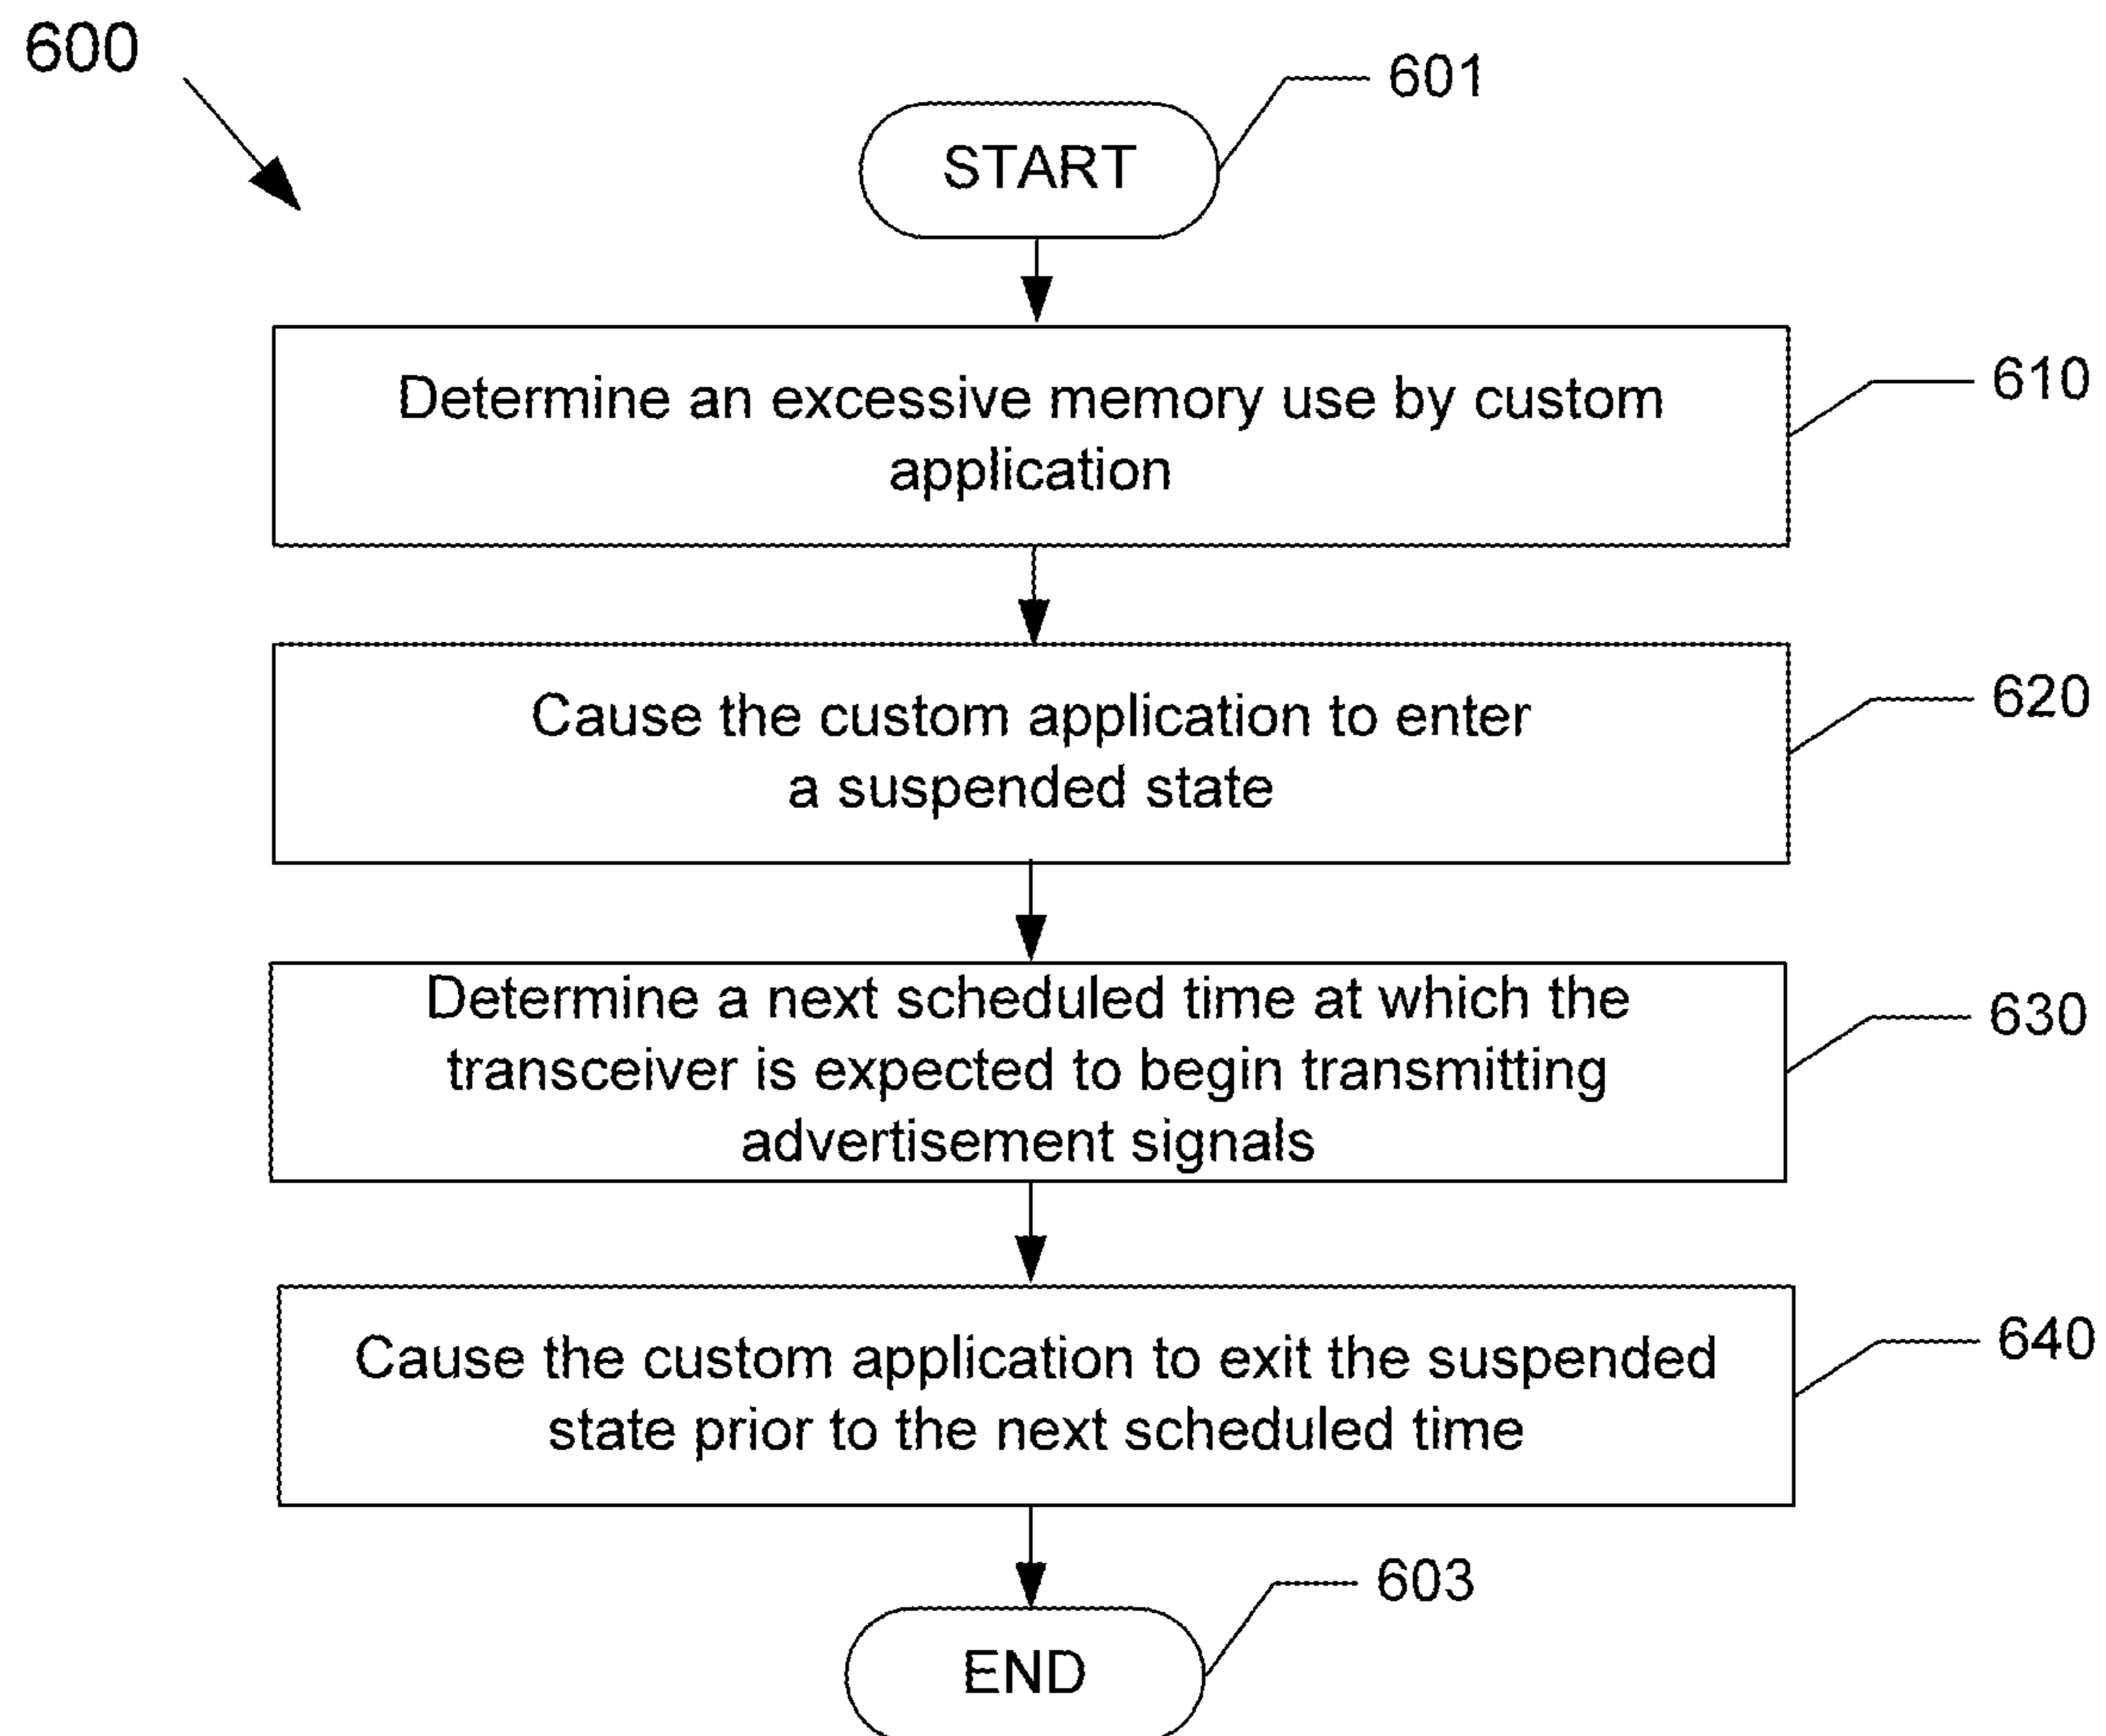 600
601
START
Determine an excessive memory use by custom
application
610
Cause the custom application to enter
a suspended state
620
Determine a next scheduled time at which the
transceiver is expected to begin transmitting
advertisement signals
630
Cause the custom application to exit the suspended
state prior to the next scheduled time
640
603
END